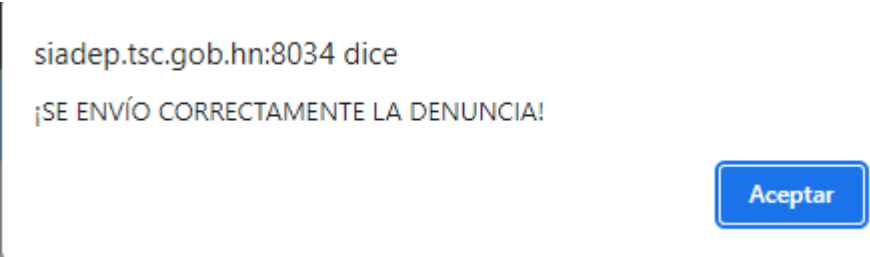 siadep.tsc.gob.hn:8034 dice
¡SE ENVÍO CORRECTAMENTE LA DENUNCIA!
Aceptar